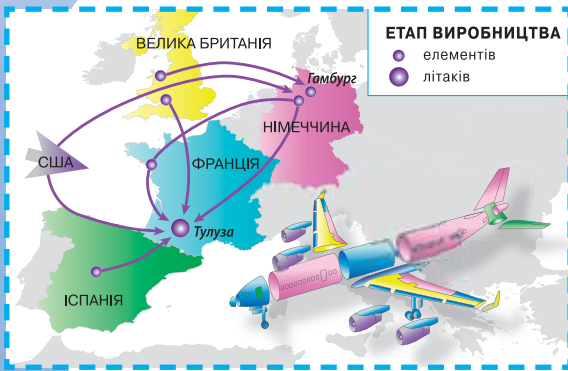 ВЕЛИКА БРИТАНІЯ
ЕТАП ВИРОБНИЦТВА
елементів
літаків
Гамбург
НІМЕЧЧИНА
США
ФРАНЦІЯ
Тулуза
ІСПАНІЯ